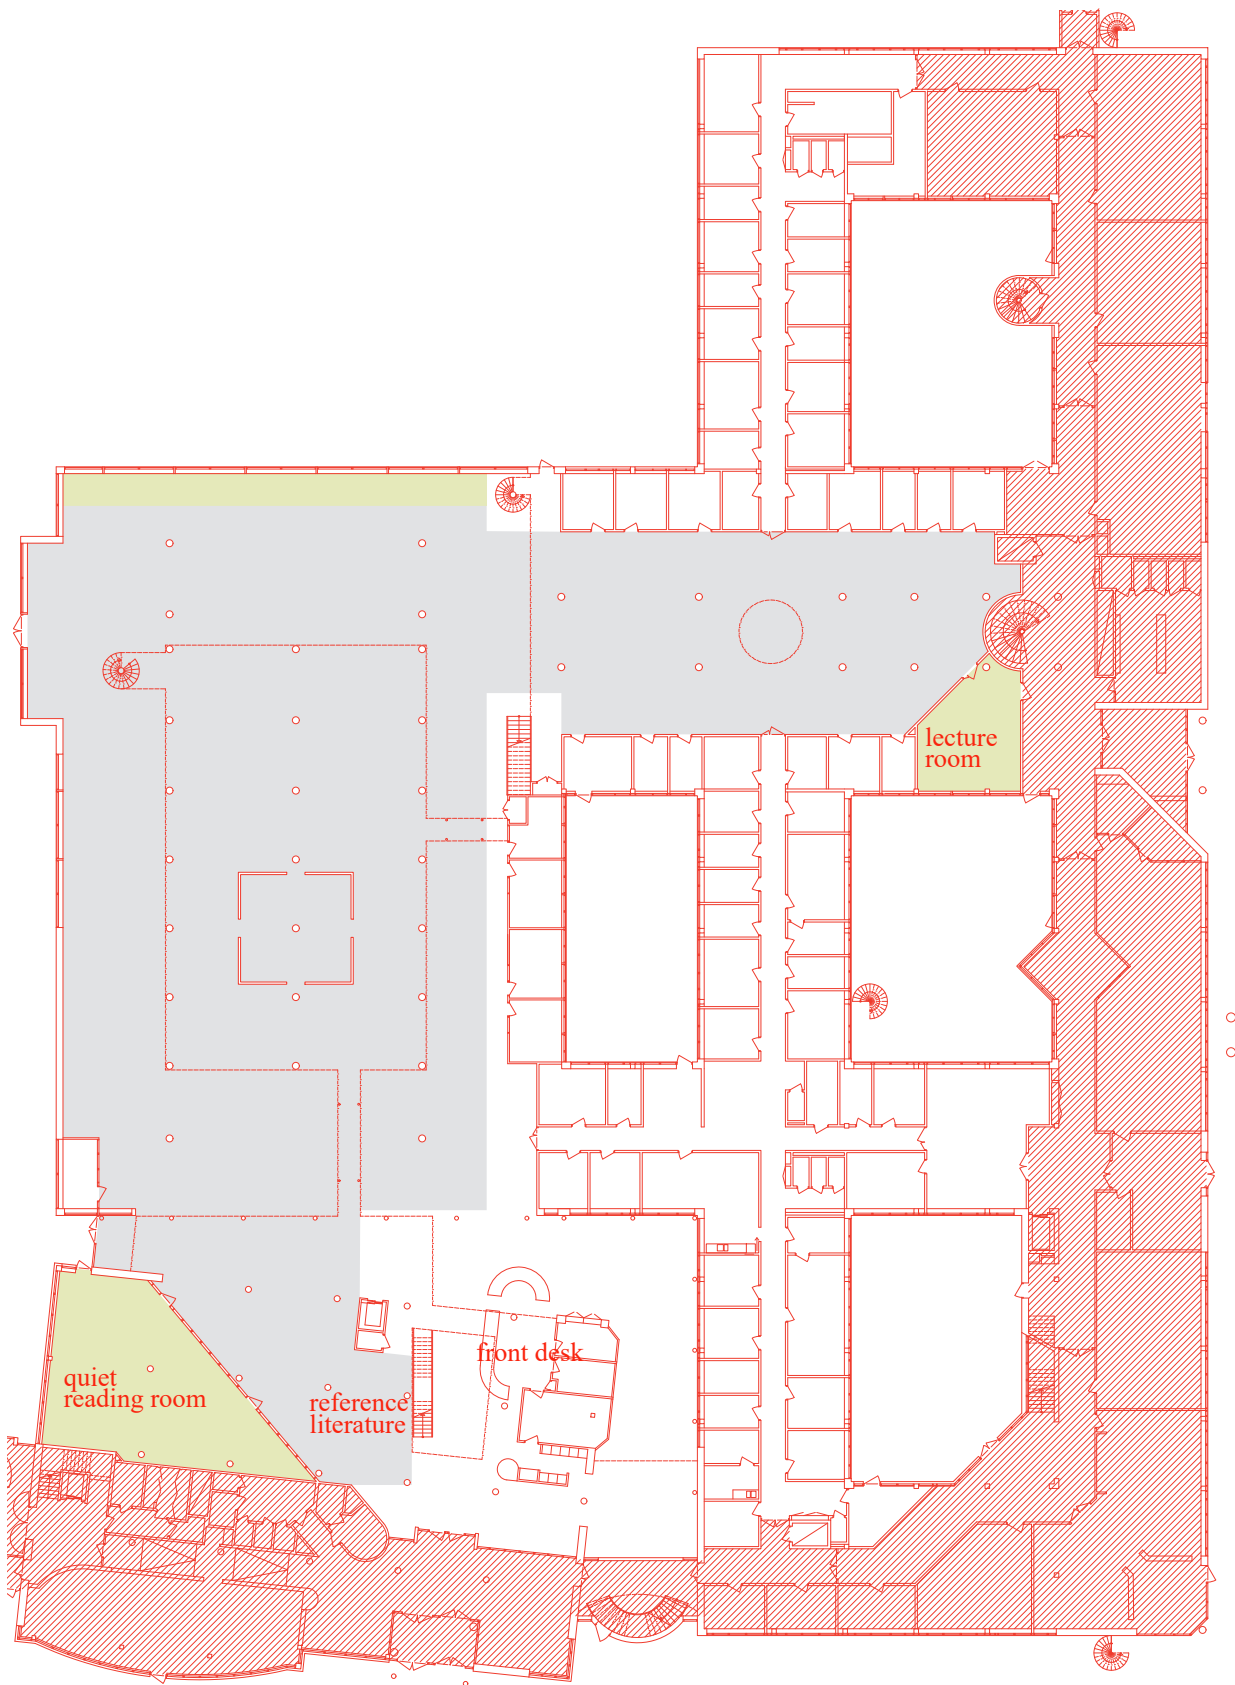 lecture
room
front desk
quiet
reading room
reference
literature